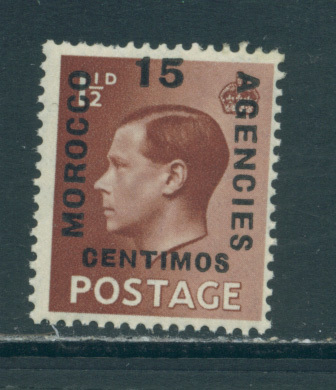 15
1½D
MOROCCO
AGENCIES
CENTIMOS
POSTAGE